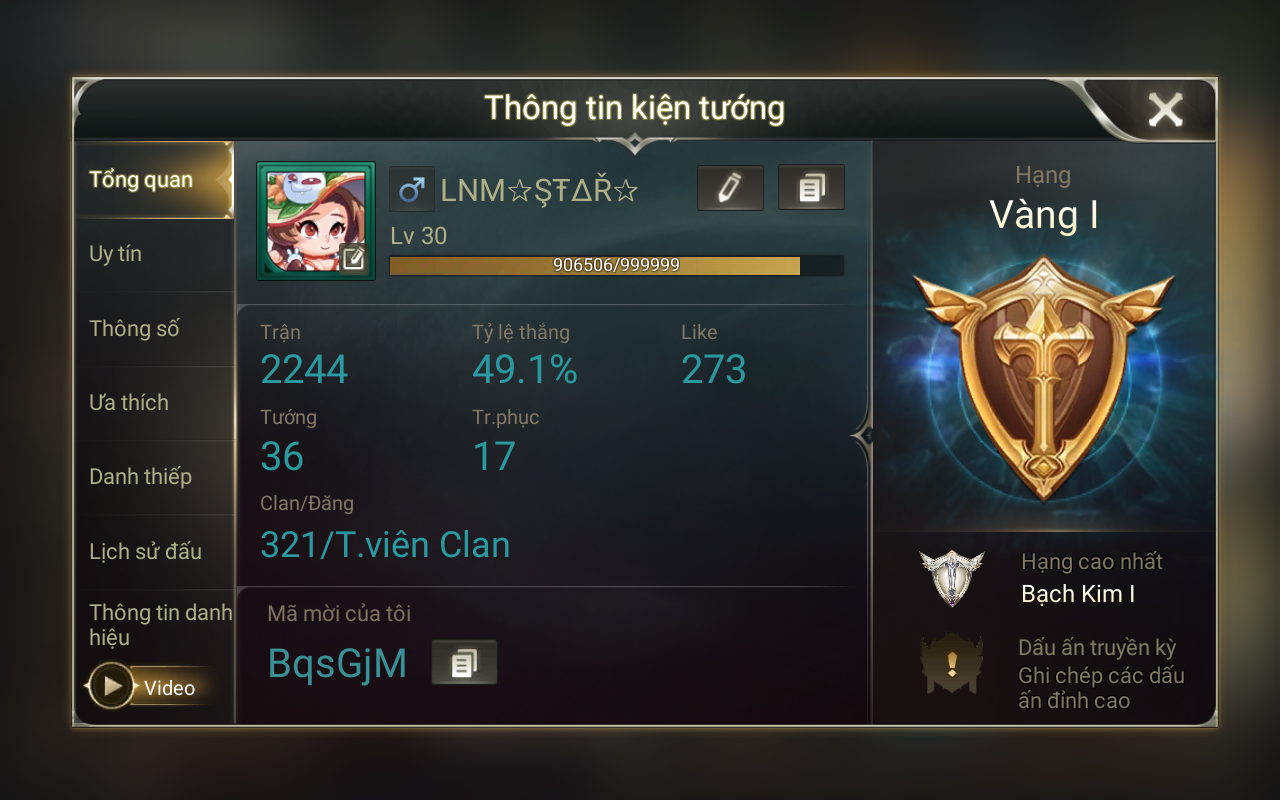 Thông tin kiện tướng
Tổng quan
Uy tín
Thông số
Ưa thích
Danh thiếp
Lịch sử đấu
Thông tin danh
hiệu
Video
LNM☆ŞŦΔŘ☆
Lv 30
906506/999999
Trận
Tỷ lệ thắng
Like
2244
49.1%
273
Tướng
Tr.phục
36
17
Clan/Đăng
321/T.viên Clan
Mã mời của tôi
BqsGjM
Hạng
Vàng I
Hạng cao nhất
Bạch Kim I
Dấu ấn truyền kỳ
Ghi chép các dấu
ấn đỉnh cao